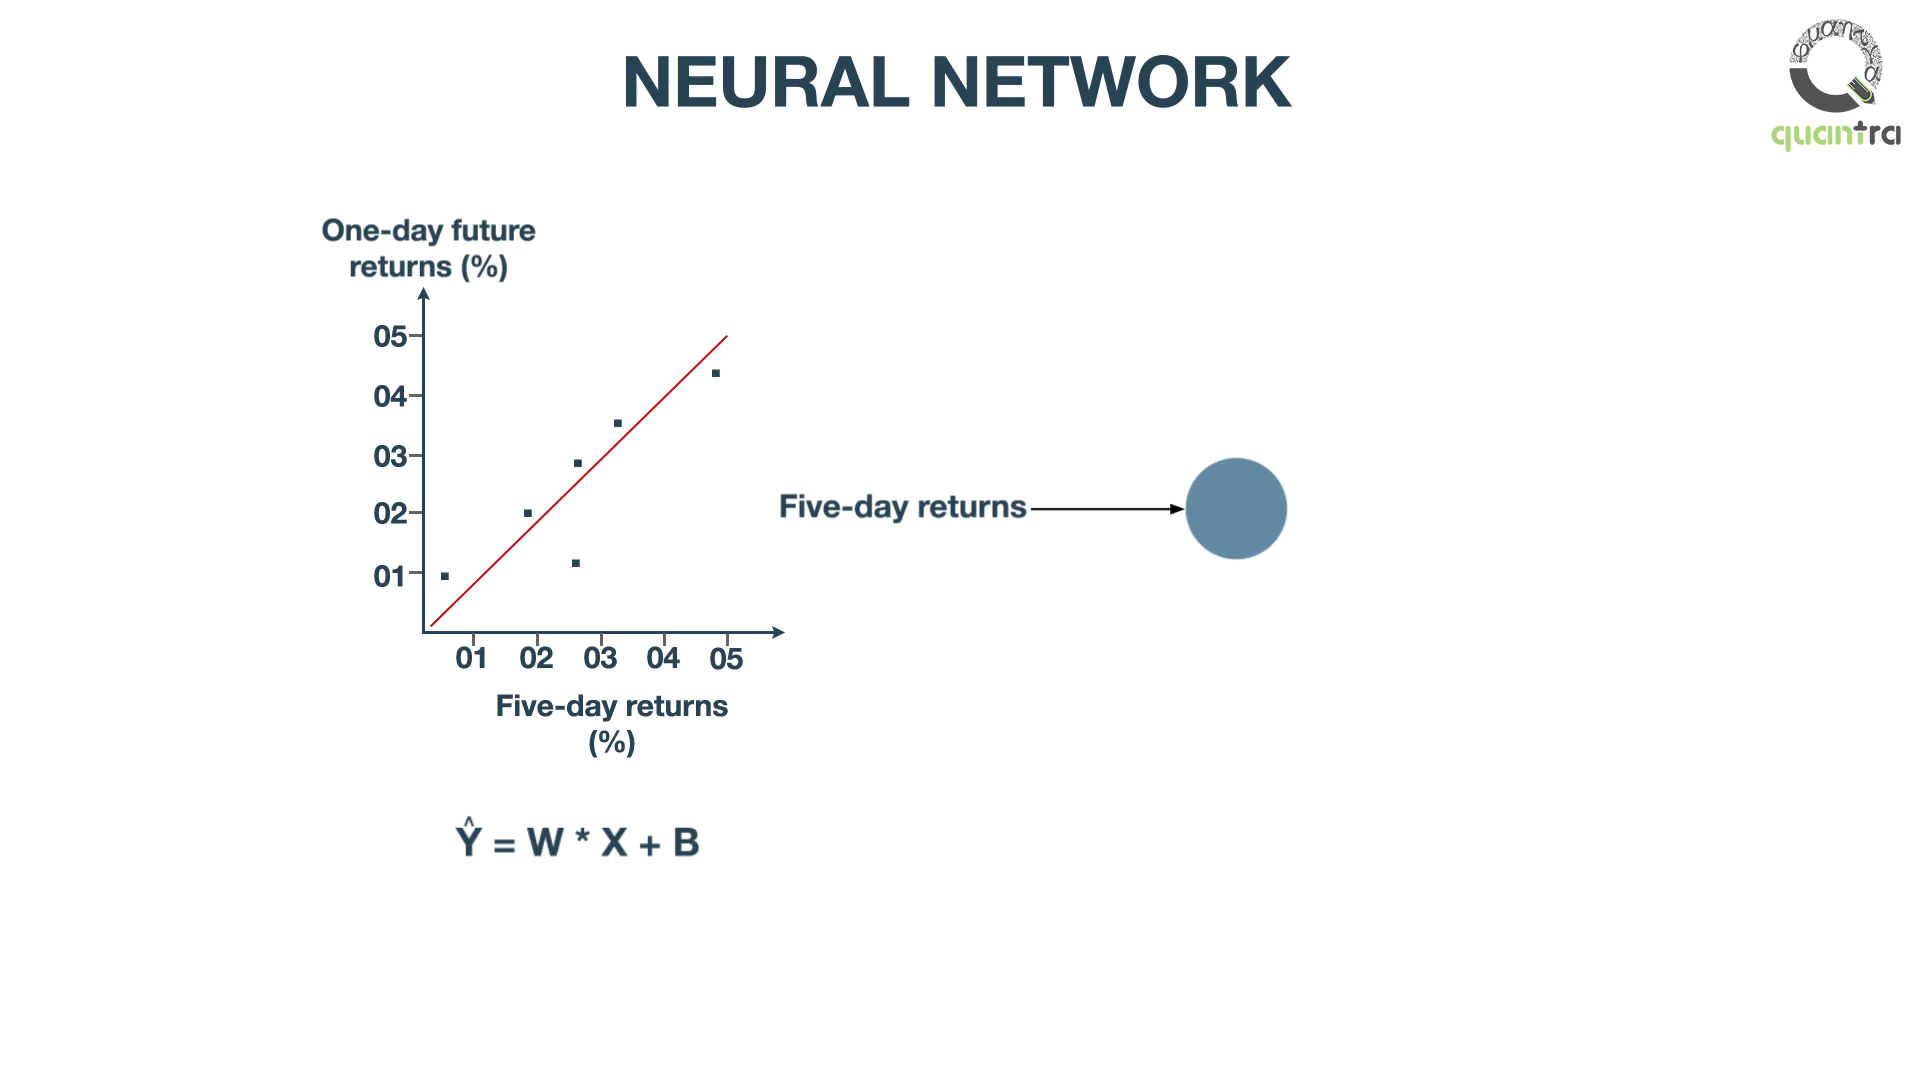 NEURAL NETWORK
quantra
One-day future
returns (%)
05
04
03
02
01
01 02 03 04 05
Five-day returns
(%)
Five-day returns
Ŷ = W * X + B